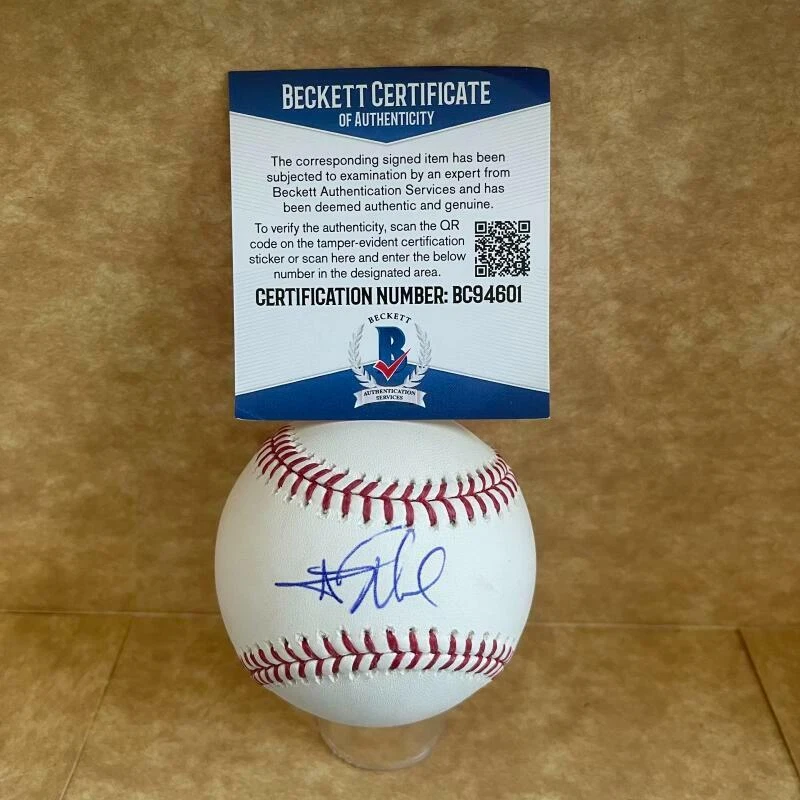 BECKETT CERTIFICATE
OF AUTHENTICITY
The corresponding signed item has been
subjected to examination by an expert from
Beckett Authentication Services and has
been deemed authentic and genuine.
To verify the authenticity, scan the QR
code on the tamper-evident certification
sticker or scan here and enter the below
number in the designated area.
CERTIFICATION NUMBER: BC94601
BECKETT
B
AUTHENTICATION
SERVICES